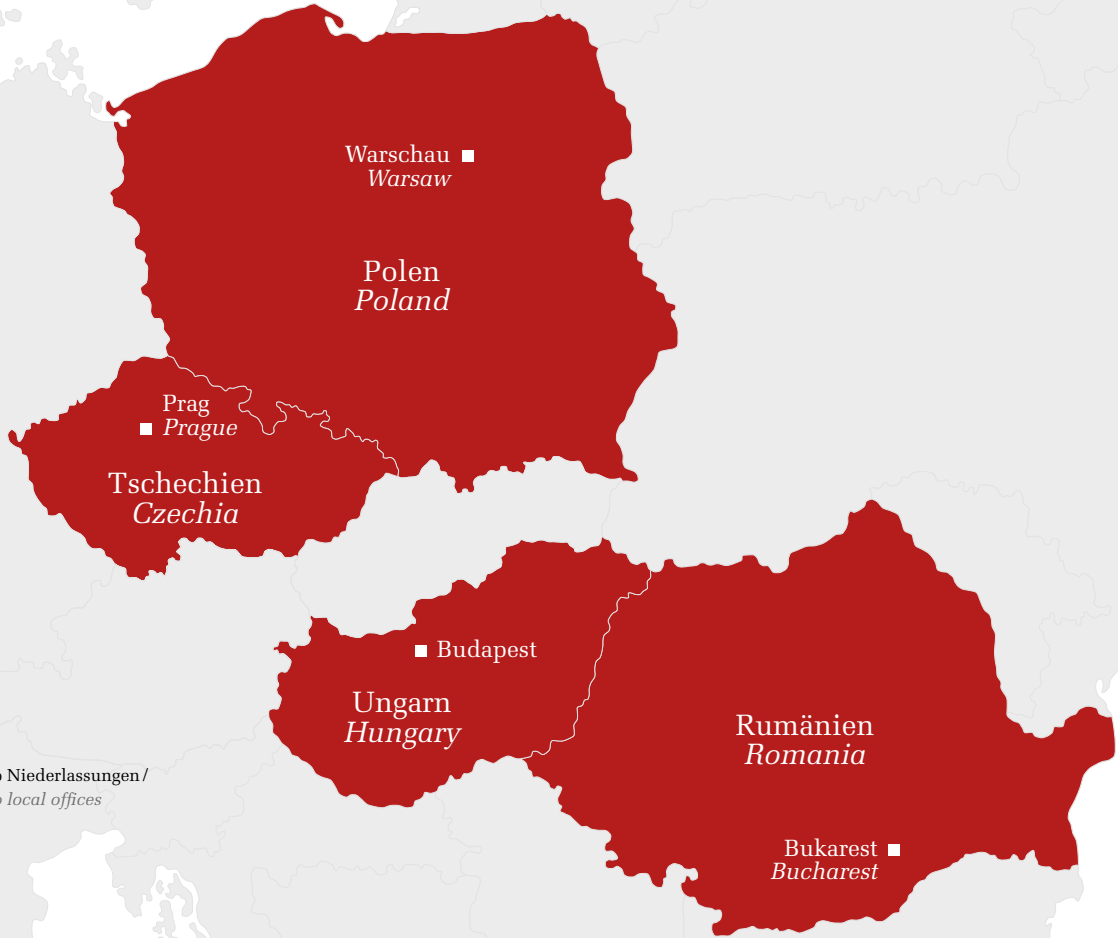 Warschau
Warsaw
Polen
Poland
Prag
Prague
Tschechien
Czechia
Budapest
Ungarn
Hungary
Rumänien
Romania
Niederlassungen/
local offices
Bukarest
Bucharest